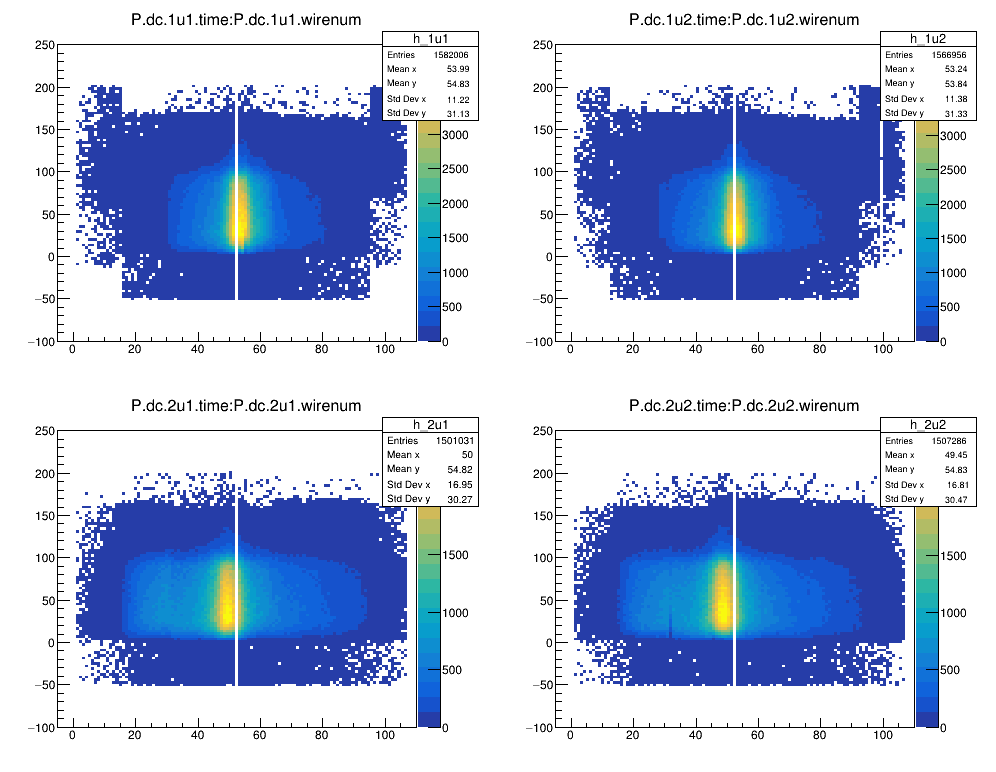 P.dc.1u1.time:P.dc.1u1.wirenum
h_1u1
Entries 1582006
Mean x 53.99
Mean y 54.83
Std Dev x 11.22
Std Dev y 31.13
250
200
150
100
50
0
−50
−100
0 20 40 60 80 100
3000
2500
2000
1500
1000
500
0
P.dc.1u2.time:P.dc.1u2.wirenum
h_1u2
Entries 1566956
Mean x 53.24
Mean y 53.84
Std Dev x 11.38
Std Dev y 31.33
250
200
150
100
50
0
−50
−100
0 20 40 60 80 100
3000
2500
2000
1500
1000
500
0
P.dc.2u1.time:P.dc.2u1.wirenum
h_2u1
Entries 1501031
Mean x 50
Mean y 54.82
Std Dev x 16.95
Std Dev y 30.27
250
200
150
100
50
0
−50
−100
0 20 40 60 80 100
1500
1000
500
0
P.dc.2u2.time:P.dc.2u2.wirenum
h_2u2
Entries 1507286
Mean x 49.45
Mean y 54.83
Std Dev x 16.81
Std Dev y 30.47
250
200
150
100
50
0
−50
−100
0 20 40 60 80 100
1500
1000
500
0